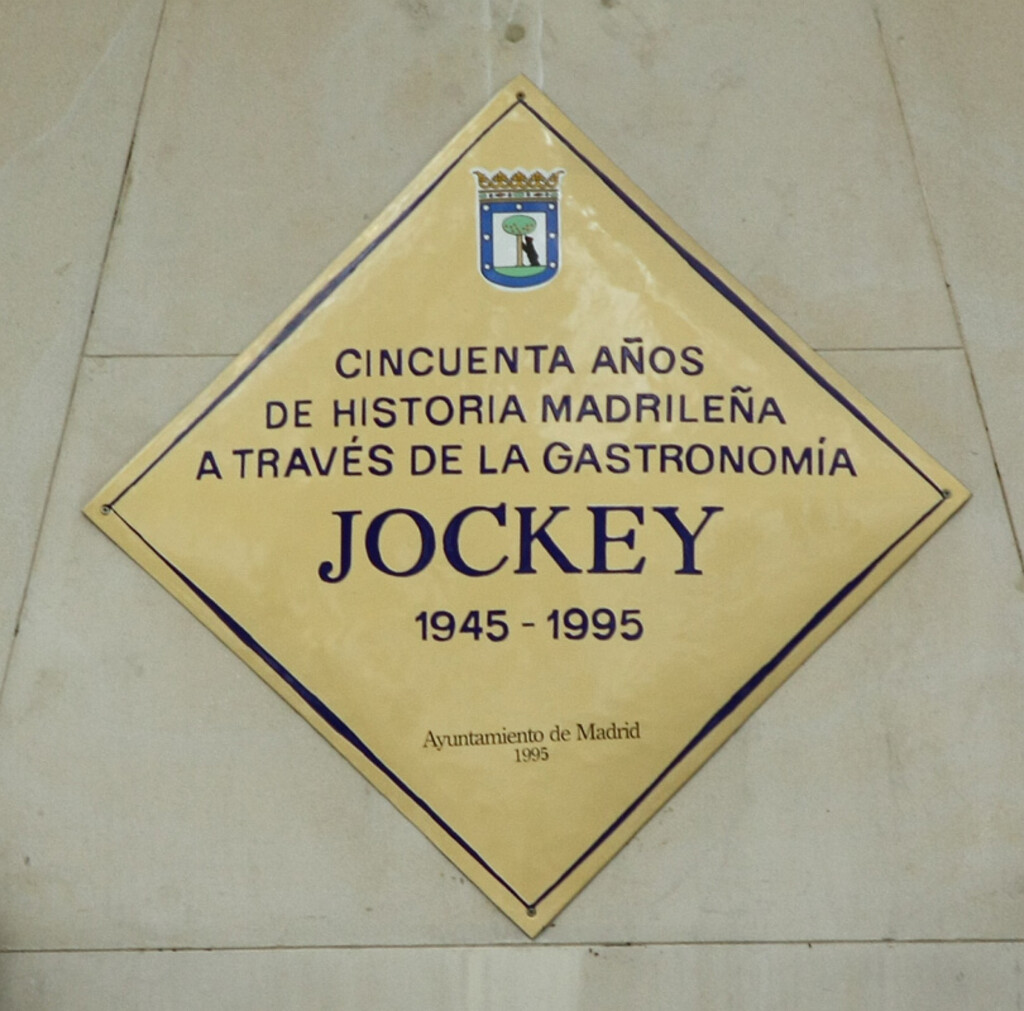 CINCUENTA AÑOS
DE HISTORIA MADRILEÑA
A TRAVÉS DE LA GASTRONOMÍA
JOCKEY
1945 - 1995
Ayuntamiento de Madrid
1995